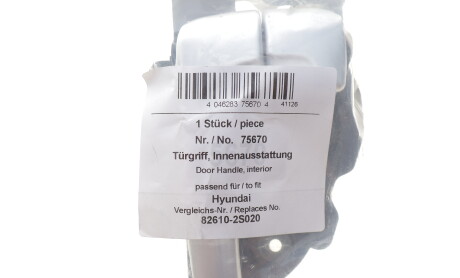 4 046283 75670 4 41126
1 Stück / piece
Nr. / No. 75670
Türgriff, Innenausstattung
Door Handle, interior
passend für / to fit
Hyundai
Vergleichs-Nr. / Replaces No.
82610-2S020